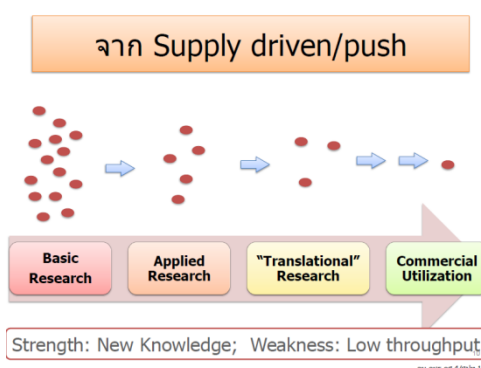 จาก Supply driven/push
Basic
Research
Applied
Research
“Translational”
Research
Commercial
Utilization
Strength: New Knowledge; Weakness: Low throughput